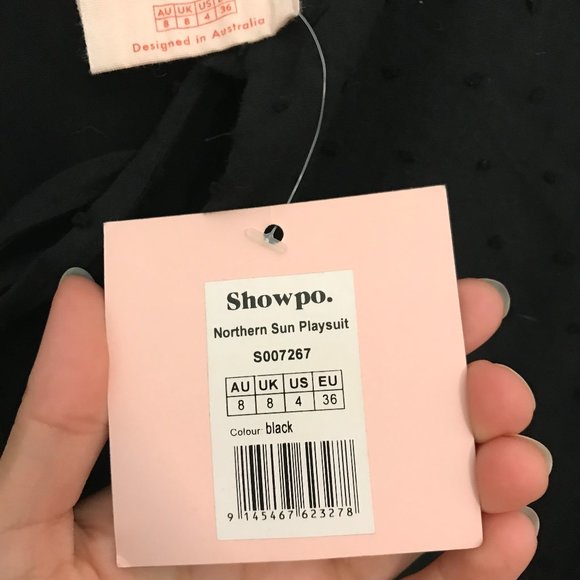 AU UK US
8 8 4 36
Designed in Australia
Showpo.
Northern Sun Playsuit
S007267
AU UK US EU
8 8 4 36
Colour: black
9 145467 623278